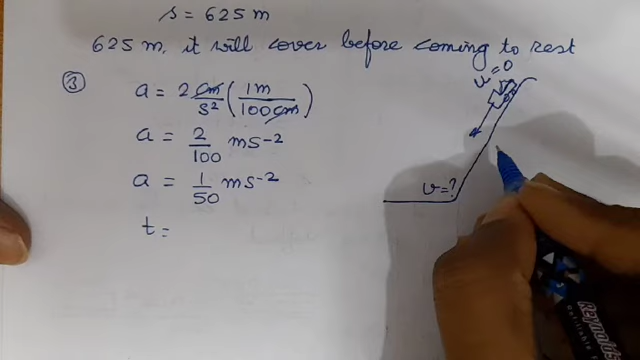 s = 625 m
625 m, it will cover before coming to rest
③
a = 2 cm/s² (1m/100cm)
a = 2/100 ms⁻²
a = 1/50 ms⁻²
t =
u = 0
v = ?
Reynolds